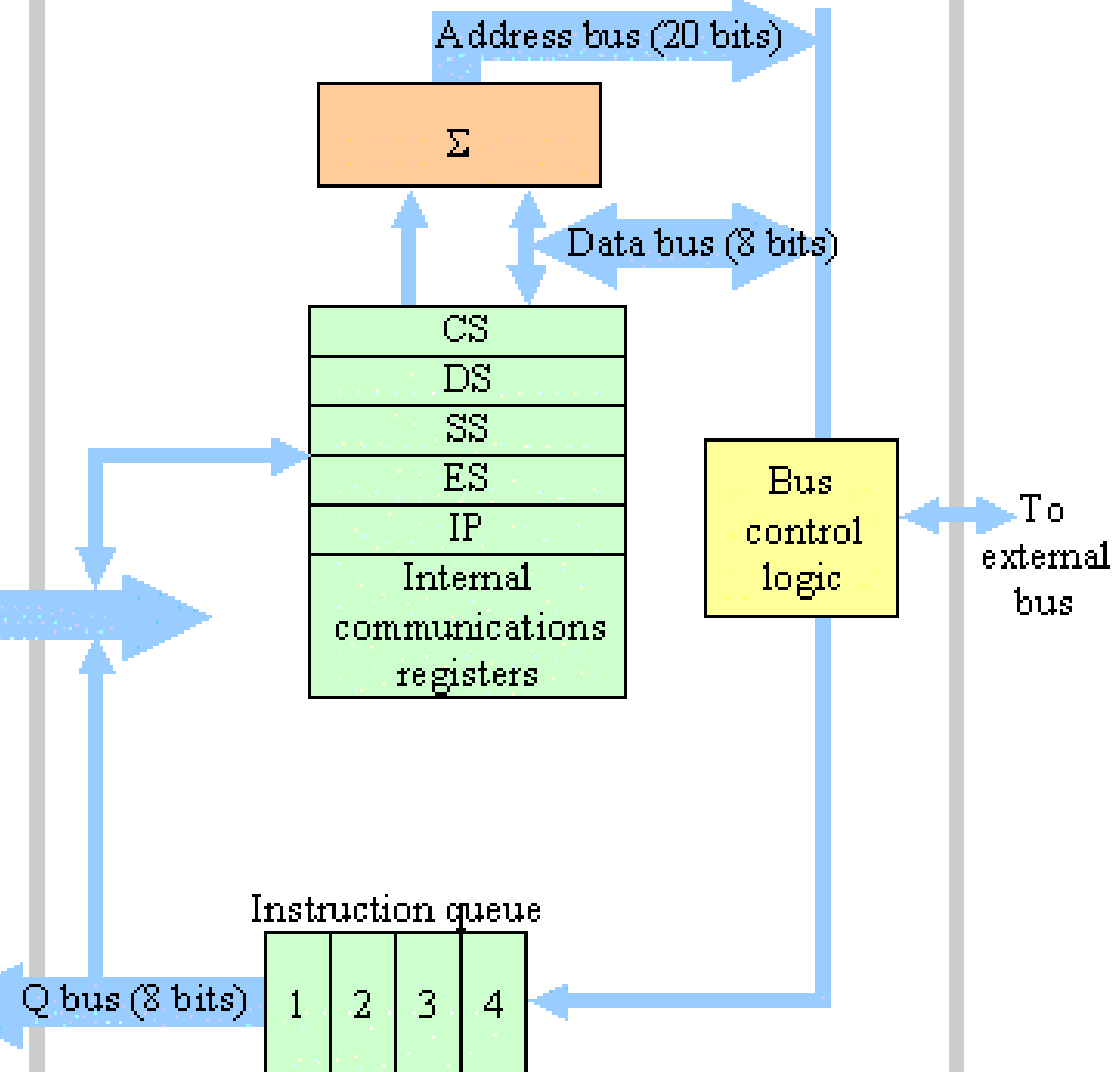 Address bus (20 bits)
Σ
Data bus (8 bits)
CS
DS
SS
ES
IP
Internal
communications
registers
Bus
control
logic
To
external
bus
Instruction queue
Q bus (8 bits)
1 2 3 4